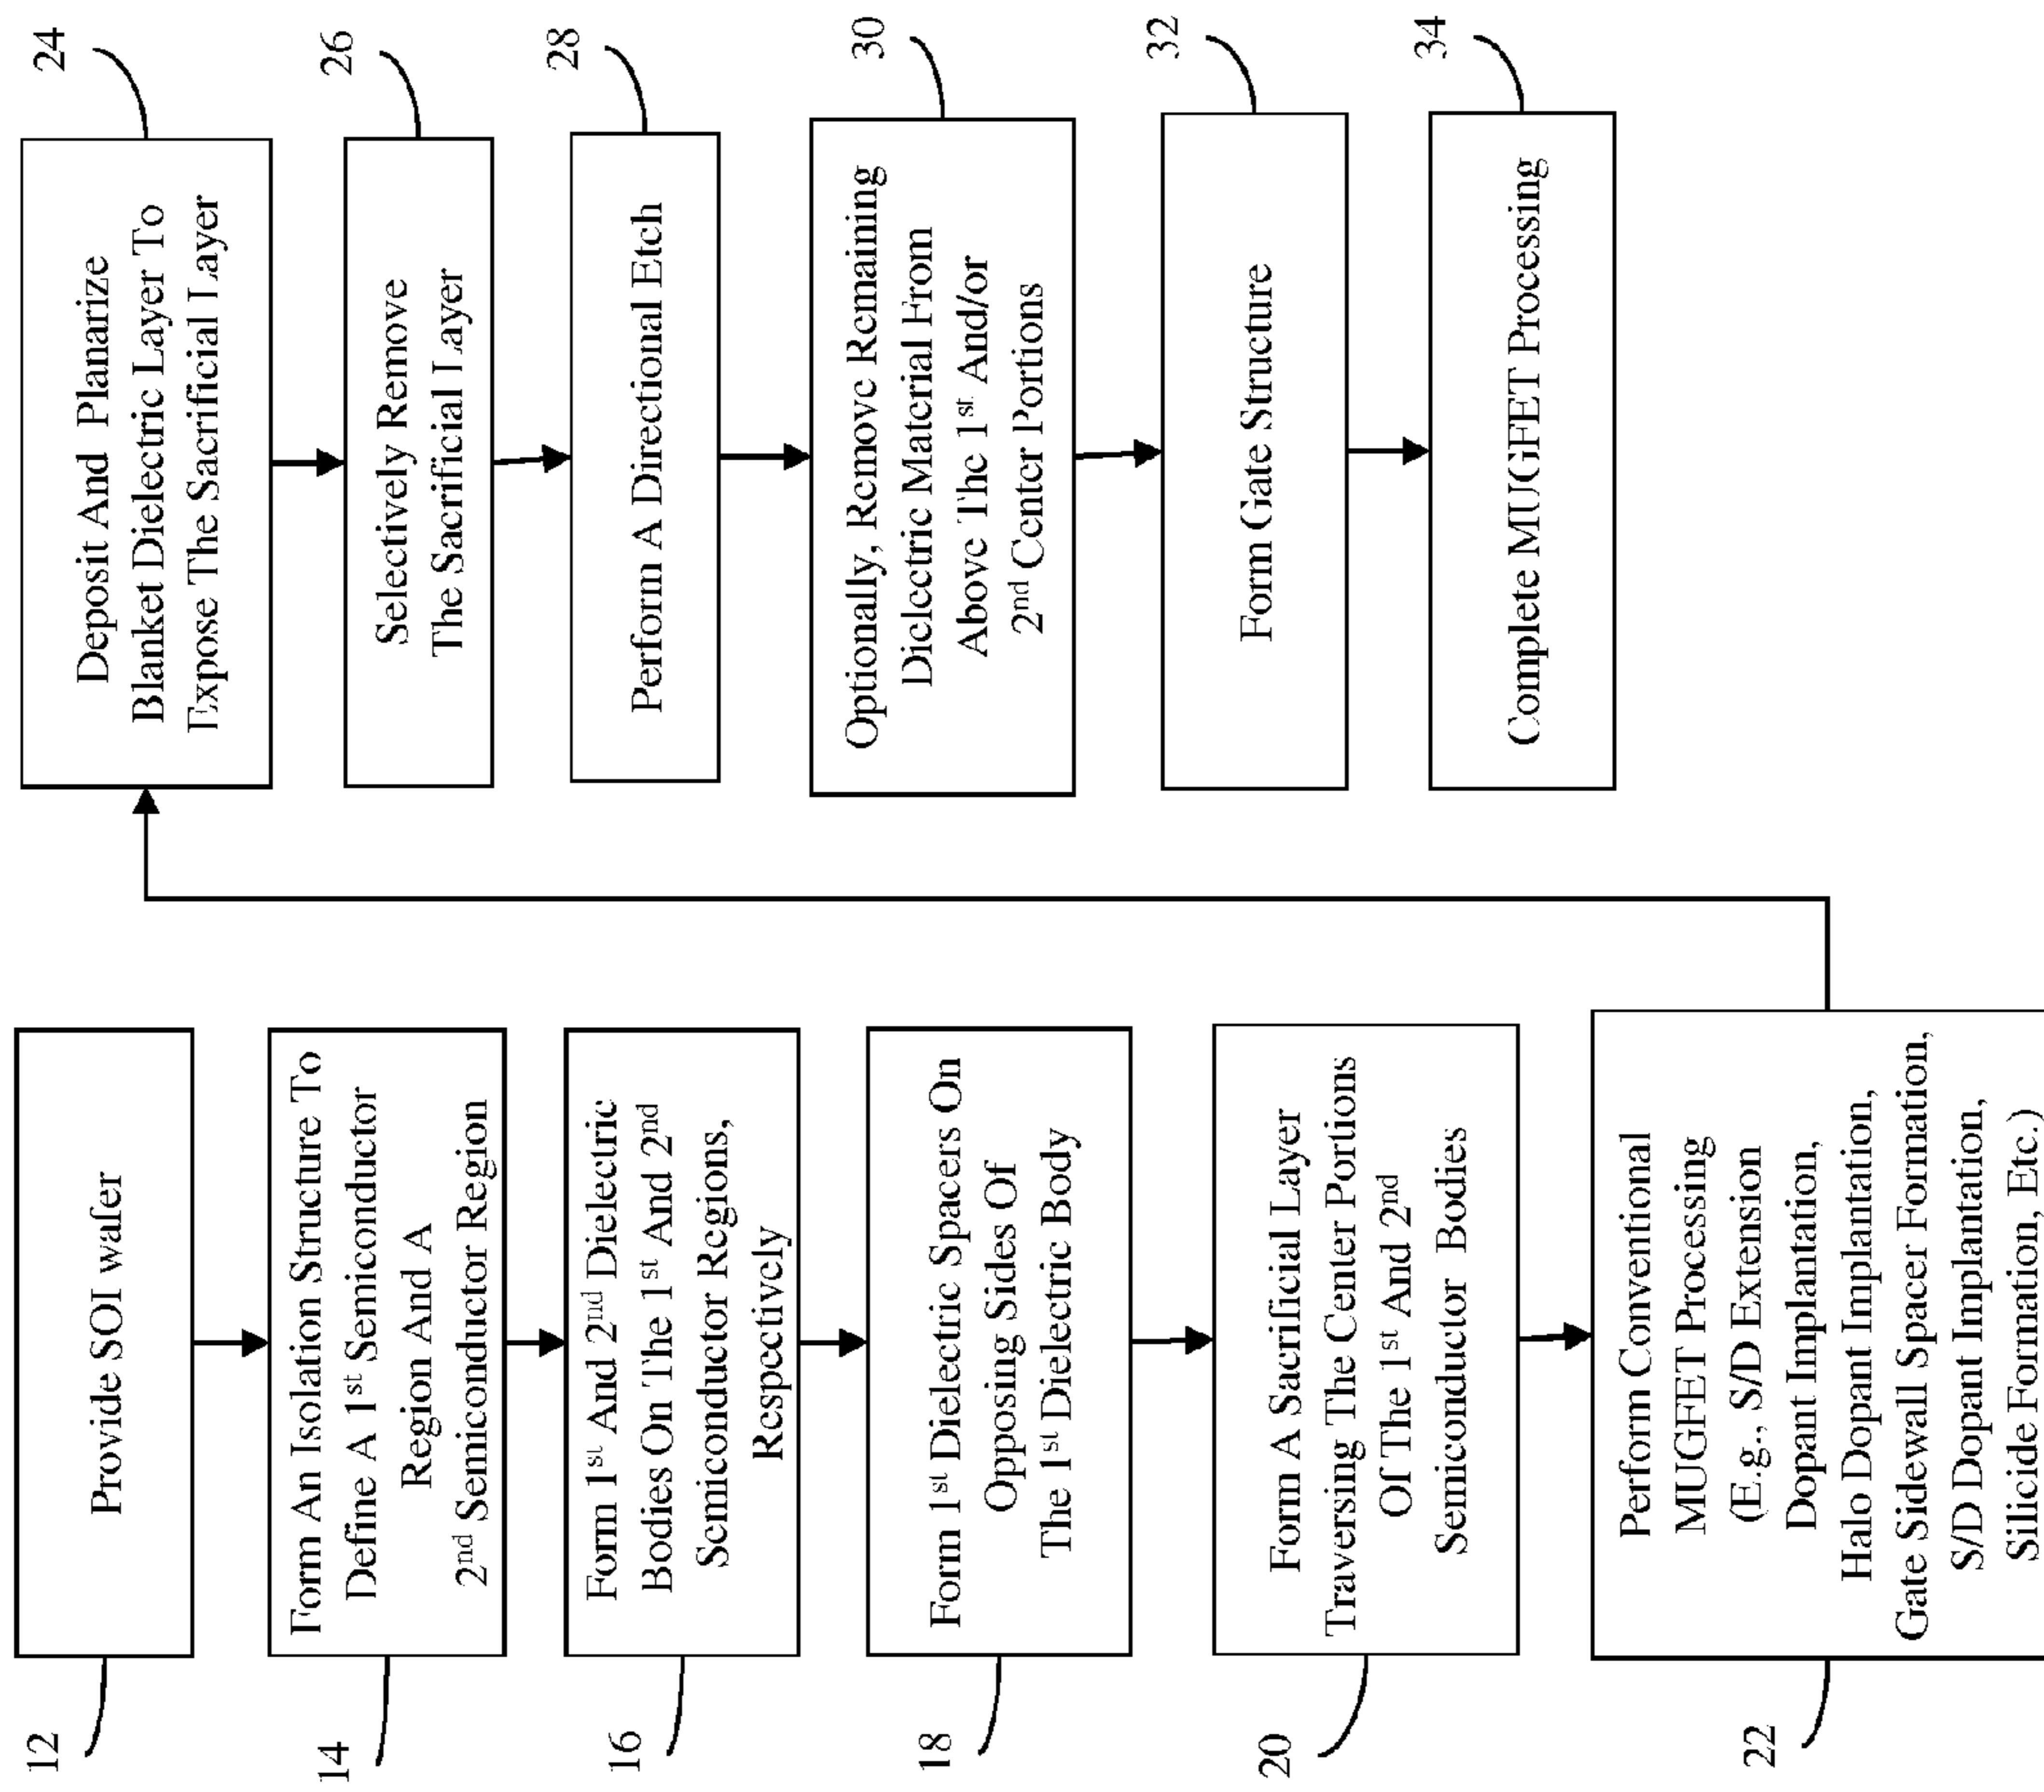 12
Provide SOI wafer
14
Form An Isolation Structure To
Define A 1st Semiconductor
Region And A
2nd Semiconductor Region
16
Form 1st And 2nd Dielectric
Bodies On The 1st And 2nd
Semiconductor Regions,
Respectively
18
Form 1st Dielectric Spacers On
Opposing Sides Of
The 1st Dielectric Body
20
Form A Sacrificial Layer
Traversing The Center Portions
Of The 1st And 2nd
Semiconductor Bodies
22
Perform Conventional
MUGFET Processing
(E.g., S/D Extension
Dopant Implantation,
Halo Dopant Implantation,
Gate Sidewall Spacer Formation,
S/D Dopant Implantation,
Silicide Formation, Etc.)
24
Deposit And Planarize
Blanket Dielectric Layer To
Expose The Sacrificial Layer
26
Selectively Remove
The Sacrificial Layer
28
Perform A Directional Etch
30
Optionally, Remove Remaining
Dielectric Material From
Above The 1st And/or
2nd Center Portions
32
Form Gate Structure
34
Complete MUGFET Processing